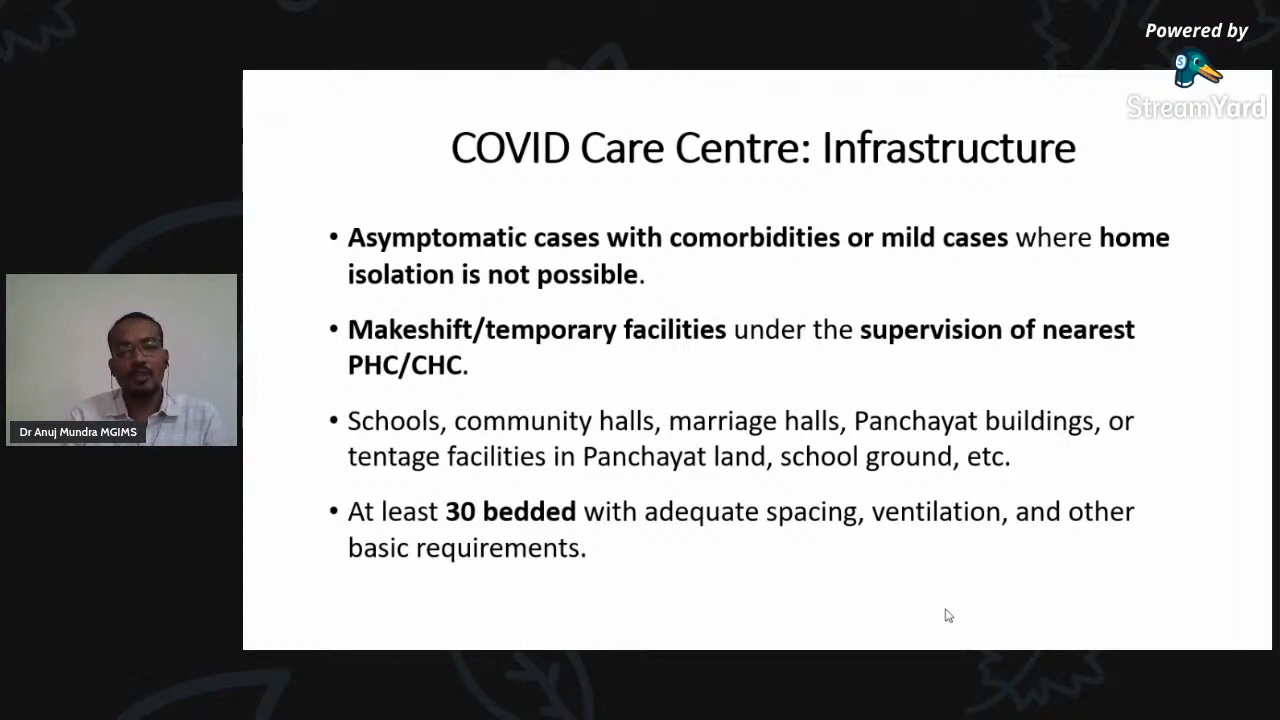 Powered by
StreamYard
COVID Care Centre: Infrastructure
• Asymptomatic cases with comorbidities or mild cases where home
isolation is not possible.
• Makeshift/temporary facilities under the supervision of nearest
PHC/CHC.
• Schools, community halls, marriage halls, Panchayat buildings, or
tentage facilities in Panchayat land, school ground, etc.
• At least 30 bedded with adequate spacing, ventilation, and other
basic requirements.
Dr Anuj Mundra MGIMS